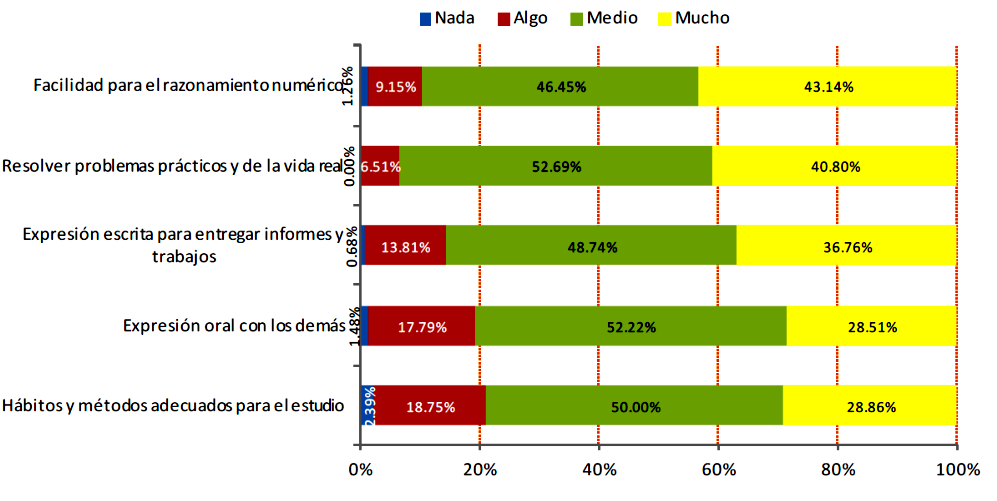 Nada Algo Medio Mucho
Facilidad para el razonamiento numérico 1.26% 9.15% 46.45% 43.14%
Resolver problemas prácticos y de la vida real 0.00% 6.51% 52.69% 40.80%
Expresión escrita para entregar informes y
trabajos 0.68% 13.81% 48.74% 36.76%
Expresión oral con los demás 1.48% 17.79% 52.22% 28.51%
Hábitos y métodos adecuados para el estudio 2.39% 18.75% 50.00% 28.86%
0% 20% 40% 60% 80% 100%